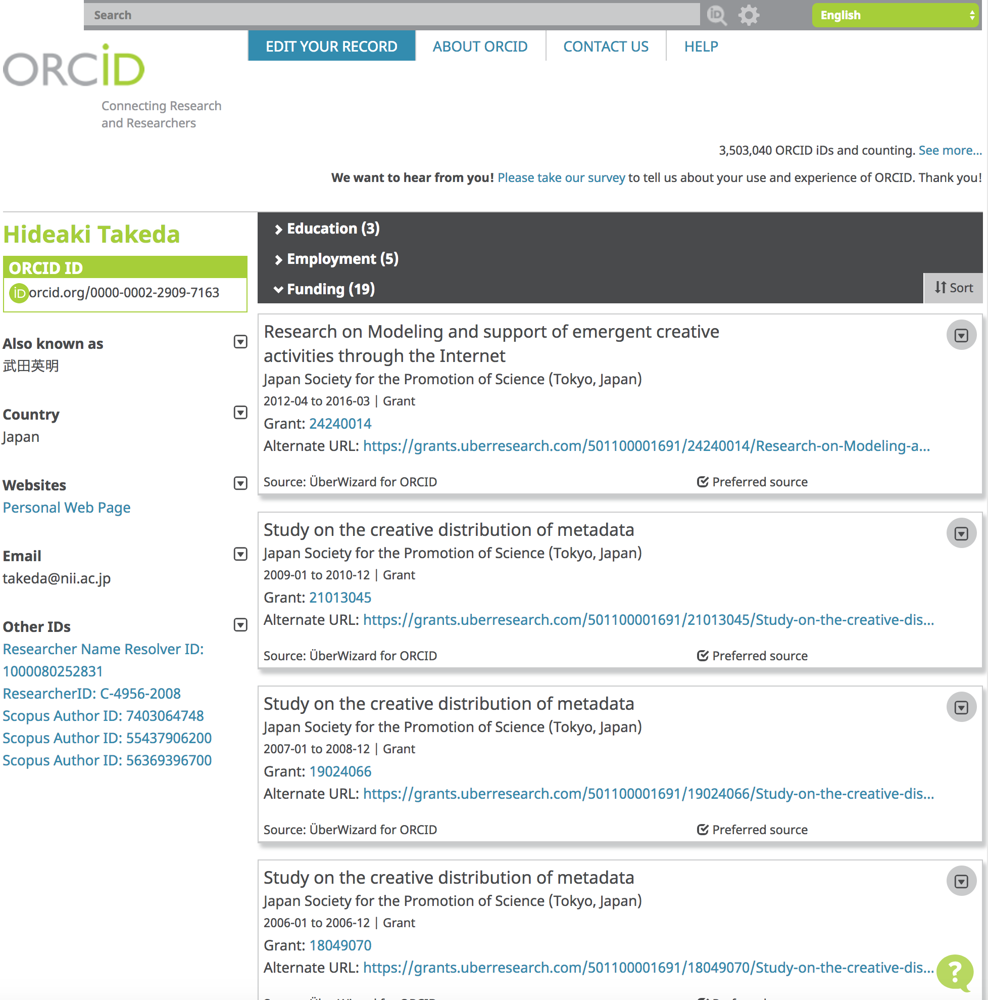 Search
English
EDIT YOUR RECORD
ABOUT ORCID
CONTACT US
HELP
ORCiD
Connecting Research
and Researchers
3,503,040 ORCID iDs and counting. See more...
We want to hear from you! Please take our survey to tell us about your use and experience of ORCID. Thank you!
Hideaki Takeda
ORCID ID
iD orcid.org/0000-0002-2909-7163
Also known as
武田英明
Country
Japan
Websites
Personal Web Page
Email
takeda@nii.ac.jp
Other IDs
Researcher Name Resolver ID:
1000080252831
ResearcherID: C-4956-2008
Scopus Author ID: 7403064748
Scopus Author ID: 55437906200
Scopus Author ID: 56369396700
Education (3)
Employment (5)
Funding (19)
Sort
Research on Modeling and support of emergent creative
activities through the Internet
Japan Society for the Promotion of Science (Tokyo, Japan)
2012-04 to 2016-03 | Grant
Grant: 24240014
Alternate URL: https://grants.uberresearch.com/501100001691/24240014/Research-on-Modeling-a...
Source: ÜberWizard for ORCID
Preferred source
Study on the creative distribution of metadata
Japan Society for the Promotion of Science (Tokyo, Japan)
2009-01 to 2010-12 | Grant
Grant: 21013045
Alternate URL: https://grants.uberresearch.com/501100001691/21013045/Study-on-the-creative-dis...
Source: ÜberWizard for ORCID
Preferred source
Study on the creative distribution of metadata
Japan Society for the Promotion of Science (Tokyo, Japan)
2007-01 to 2008-12 | Grant
Grant: 19024066
Alternate URL: https://grants.uberresearch.com/501100001691/19024066/Study-on-the-creative-dis...
Source: ÜberWizard for ORCID
Preferred source
Study on the creative distribution of metadata
Japan Society for the Promotion of Science (Tokyo, Japan)
2006-01 to 2006-12 | Grant
Grant: 18049070
Alternate URL: https://grants.uberresearch.com/501100001691/18049070/Study-on-the-creative-dis...
?